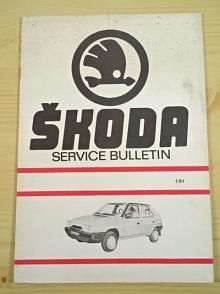 ŠKODA
SERVICE BULLETIN
1/91